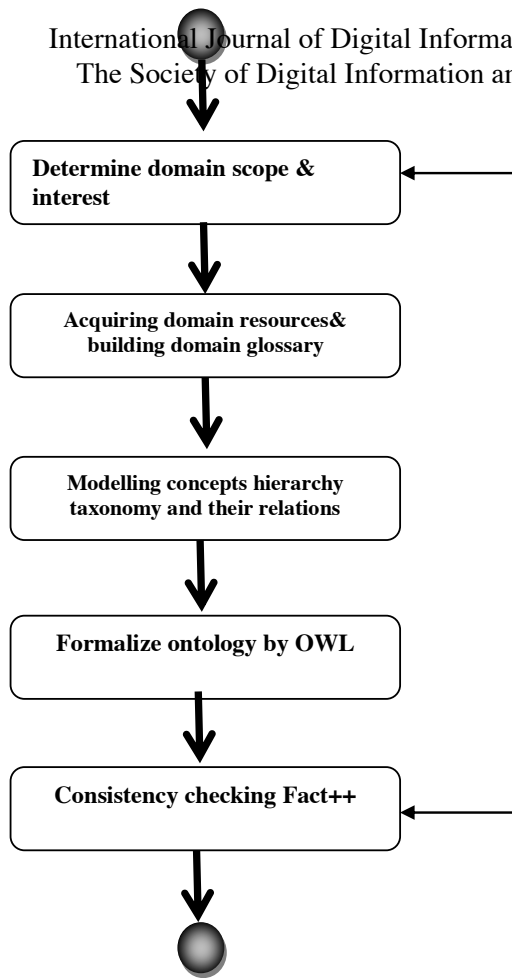 International Journal of Digital Informa
The Society of Digital Information an
Determine domain scope &
interest
Acquiring domain resources&
building domain glossary
Modelling concepts hierarchy
taxonomy and their relations
Formalize ontology by OWL
Consistency checking Fact++